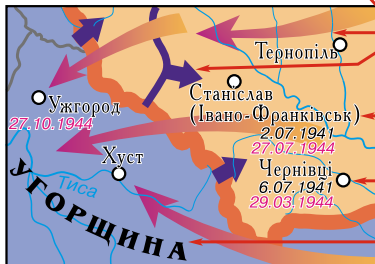 Тернопіль
Станіслав
(Івано-Франківськ)
2.07.1941
27.07.1944
Ужгород
27.10.1944
Хуст
Чернівці
6.07.1941
29.03.1944
Тиса
УГОРЩИНА